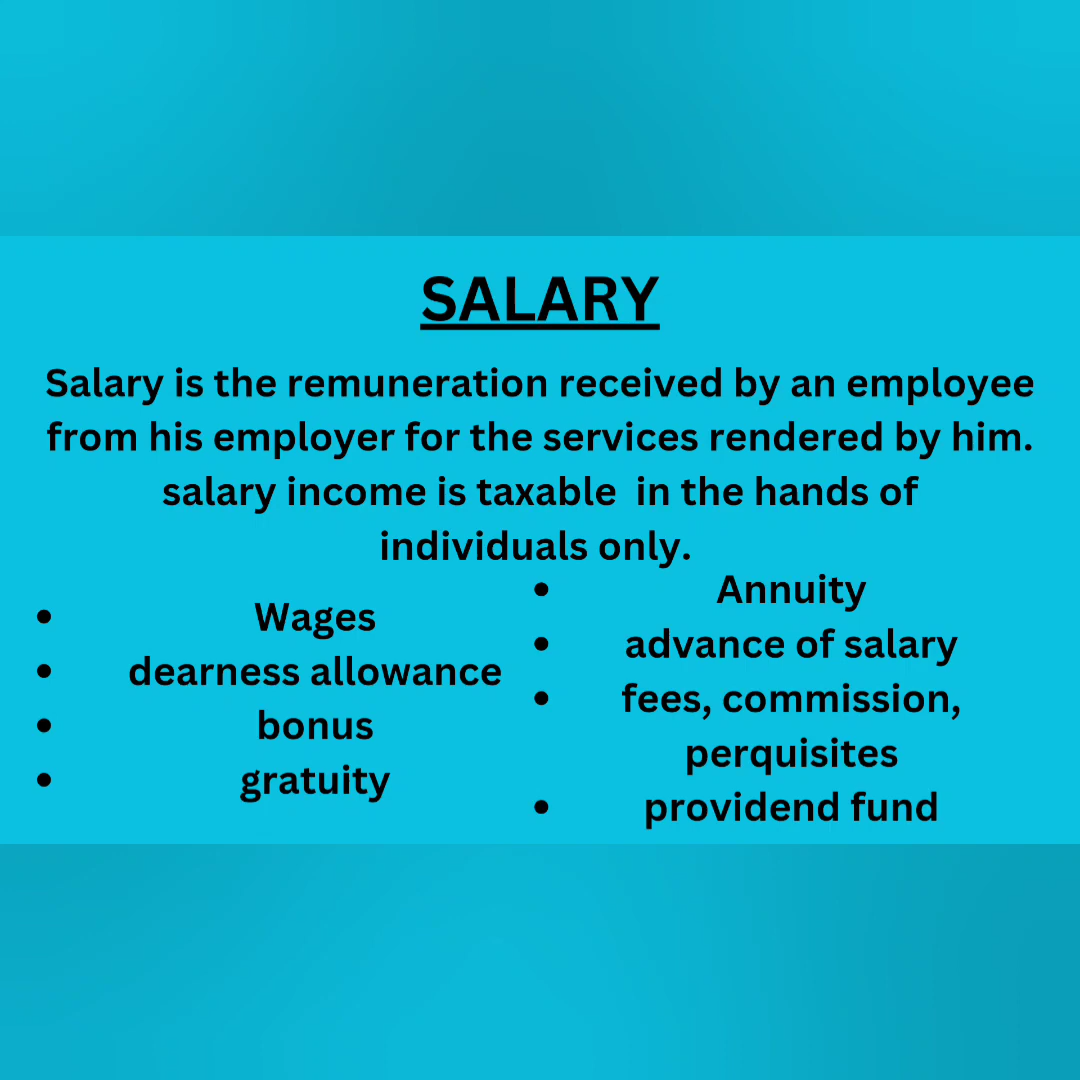 SALARY
Salary is the remuneration received by an employee
from his employer for the services rendered by him.
salary income is taxable  in the hands of
individuals only.
• Wages
• dearness allowance
• bonus
• gratuity
• Annuity
• advance of salary
• fees, commission,
perquisites
• providend fund